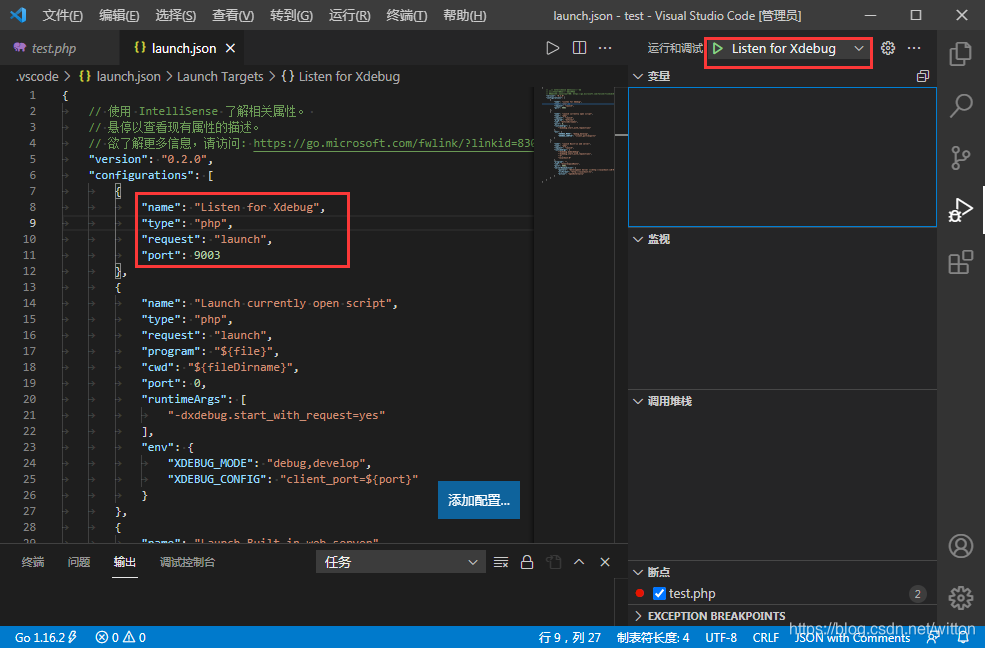 文件(F) 编辑(E) 选择(S) 查看(V) 转到(G) 运行(R) 终端(T) 帮助(H) launch.json - test - Visual Studio Code [管理员]
test.php {} launch.json 运行和调试 Listen for Xdebug
.vscode > {} launch.json > Launch Targets > {} Listen for Xdebug
1 {
2 // 使用 IntelliSense 了解相关属性。
3 // 悬停以查看现有属性的描述。
4 // 欲了解更多信息，请访问: https://go.microsoft.com/fwlink/?linkid=830
5 "version": "0.2.0",
6 "configurations": [
7 {
8 "name": "Listen for Xdebug",
9 "type": "php",
10 "request": "launch",
11 "port": 9003
12 },
13 {
14 "name": "Launch currently open script",
15 "type": "php",
16 "request": "launch",
17 "program": "${file}",
18 "cwd": "${fileDirname}",
19 "port": 0,
20 "runtimeArgs": [
21 "-dxdebug.start_with_request=yes"
22 ],
23 "env": {
24 "XDEBUG_MODE": "debug,develop",
25 "XDEBUG_CONFIG": "client_port=${port}"
26 }
27 },
28 {
29 "name": "Launch Built-in web server",
添加配置...
变量
监视
调用堆栈
断点
test.php 2
EXCEPTION BREAKPOINTS
终端 问题 输出 调试控制台 任务
https://blog.csdn.net/witton
Go 1.16.2 0 0 行 9，列 27 制表符长度: 4 UTF-8 CRLF JSON with Comments